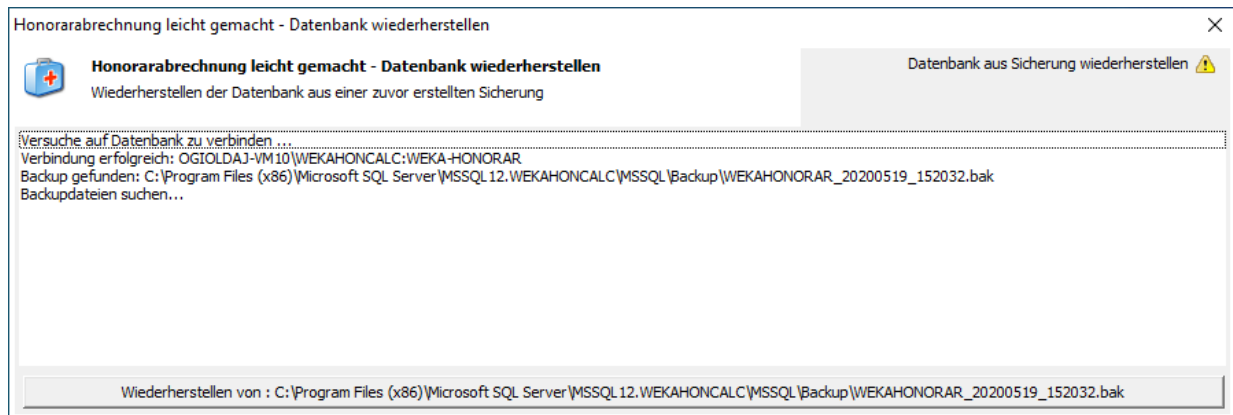 Honorarabrechnung leicht gemacht - Datenbank wiederherstellen
Honorarabrechnung leicht gemacht - Datenbank wiederherstellen
Datenbank aus Sicherung wiederherstellen
Wiederherstellen der Datenbank aus einer zuvor erstellten Sicherung
Versuche auf Datenbank zu verbinden ...
Verbindung erfolgreich: OGIOLDAJ-VM10\WEKAHONCALC:WEKA-HONORAR
Backup gefunden: C:\Program Files (x86)\Microsoft SQL Server\MSSQL12.WEKAHONCALC\MSSQL\Backup\WEKAHONORAR_20200519_152032.bak
Backupdateien suchen...
Wiederherstellen von : C:\Program Files (x86)\Microsoft SQL Server\MSSQL12.WEKAHONCALC\MSSQL\Backup\WEKAHONORAR_20200519_152032.bak